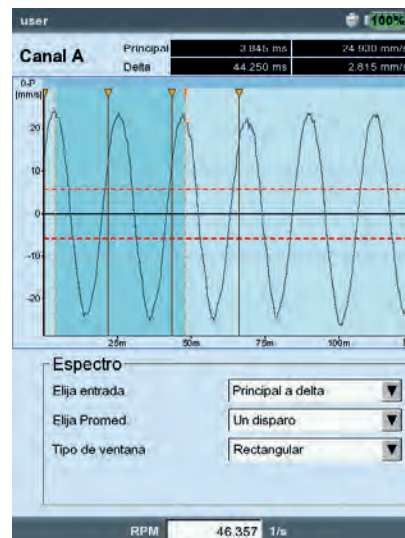 user 100%
Canal A Principal 3.845 ms 24.930 mm/s
Delta 44.250 ms 2.815 mm/s
0-P
[mm/s]
20
10
0
-10
-20
25m 50m 75m 100m
Espectro
Elija entrada Principal a delta
Elija Promed. Un disparo
Tipo de ventana Rectangular
RPM 46.357 1/s